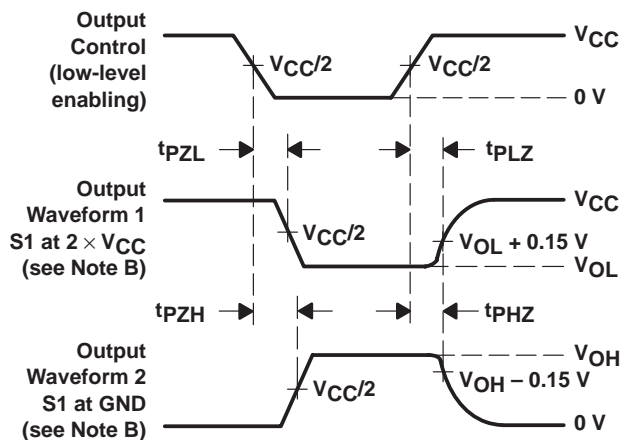 Output
Control
(low-level
enabling)
VCC/2
VCC/2
VCC
0 V
tPZL
tPLZ
Output
Waveform 1
S1 at 2 × VCC
(see Note B)
VCC/2
VCC
VOL + 0.15 V
VOL
tPZH
tPHZ
Output
Waveform 2
S1 at GND
(see Note B)
VCC/2
VOH
VOH – 0.15 V
0 V